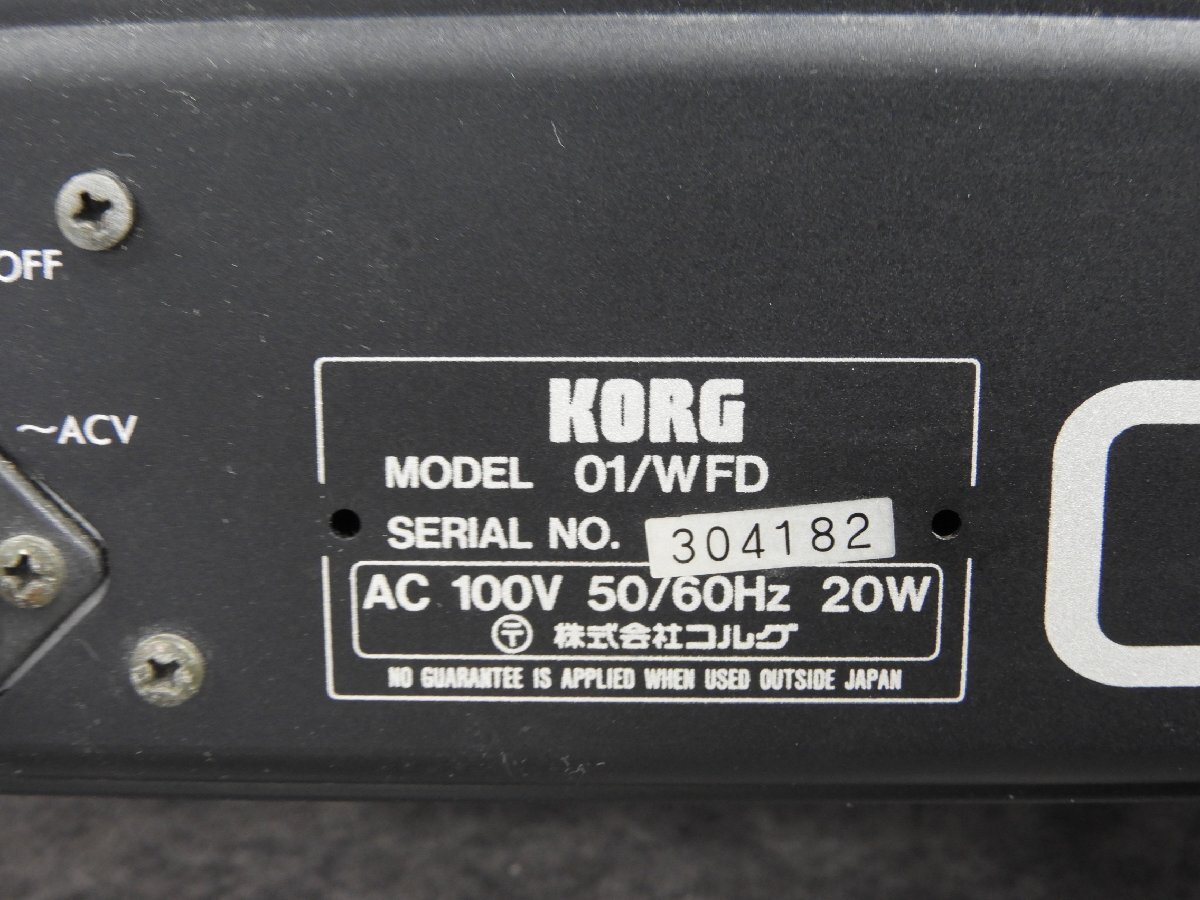 OFF
~ACV
KORG
MODEL 01/WFD
SERIAL NO. 304182
AC 100V 50/60Hz 20W
〶 株式会社コルグ
NO GUARANTEE IS APPLIED WHEN USED OUTSIDE JAPAN